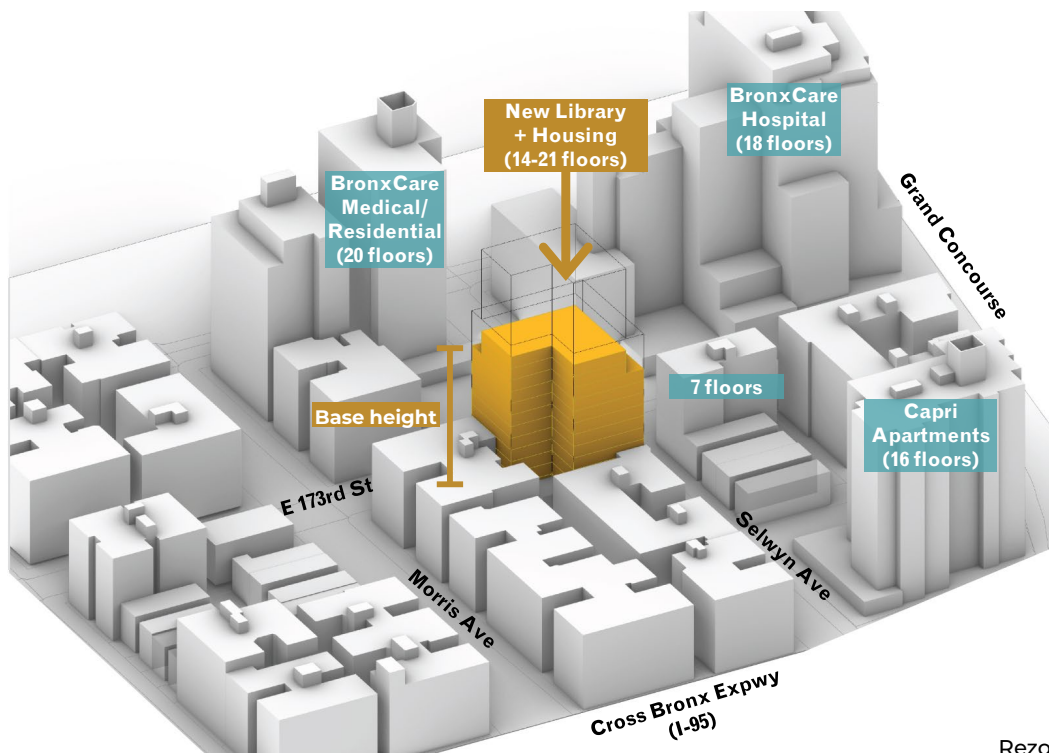 New Library
+ Housing
(14-21 floors)
BronxCare
Hospital
(18 floors)
BronxCare
Medical/
Residential
(20 floors)
Grand Concourse
7 floors
Base height
Capri
Apartments
(16 floors)
E 173rd St
Selwyn Ave
Morris Ave
Cross Bronx Expwy
(I-95)